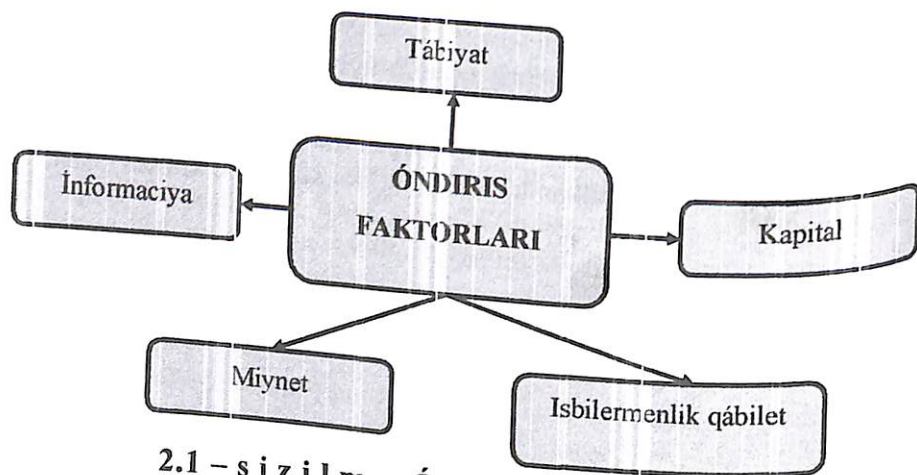 Tábiyat
Ínformaciya
ÓNDIRIS
FAKTORLARI
Kapital
Miynet
Isbilermenlik qábilet
2.1 – s i z i l m